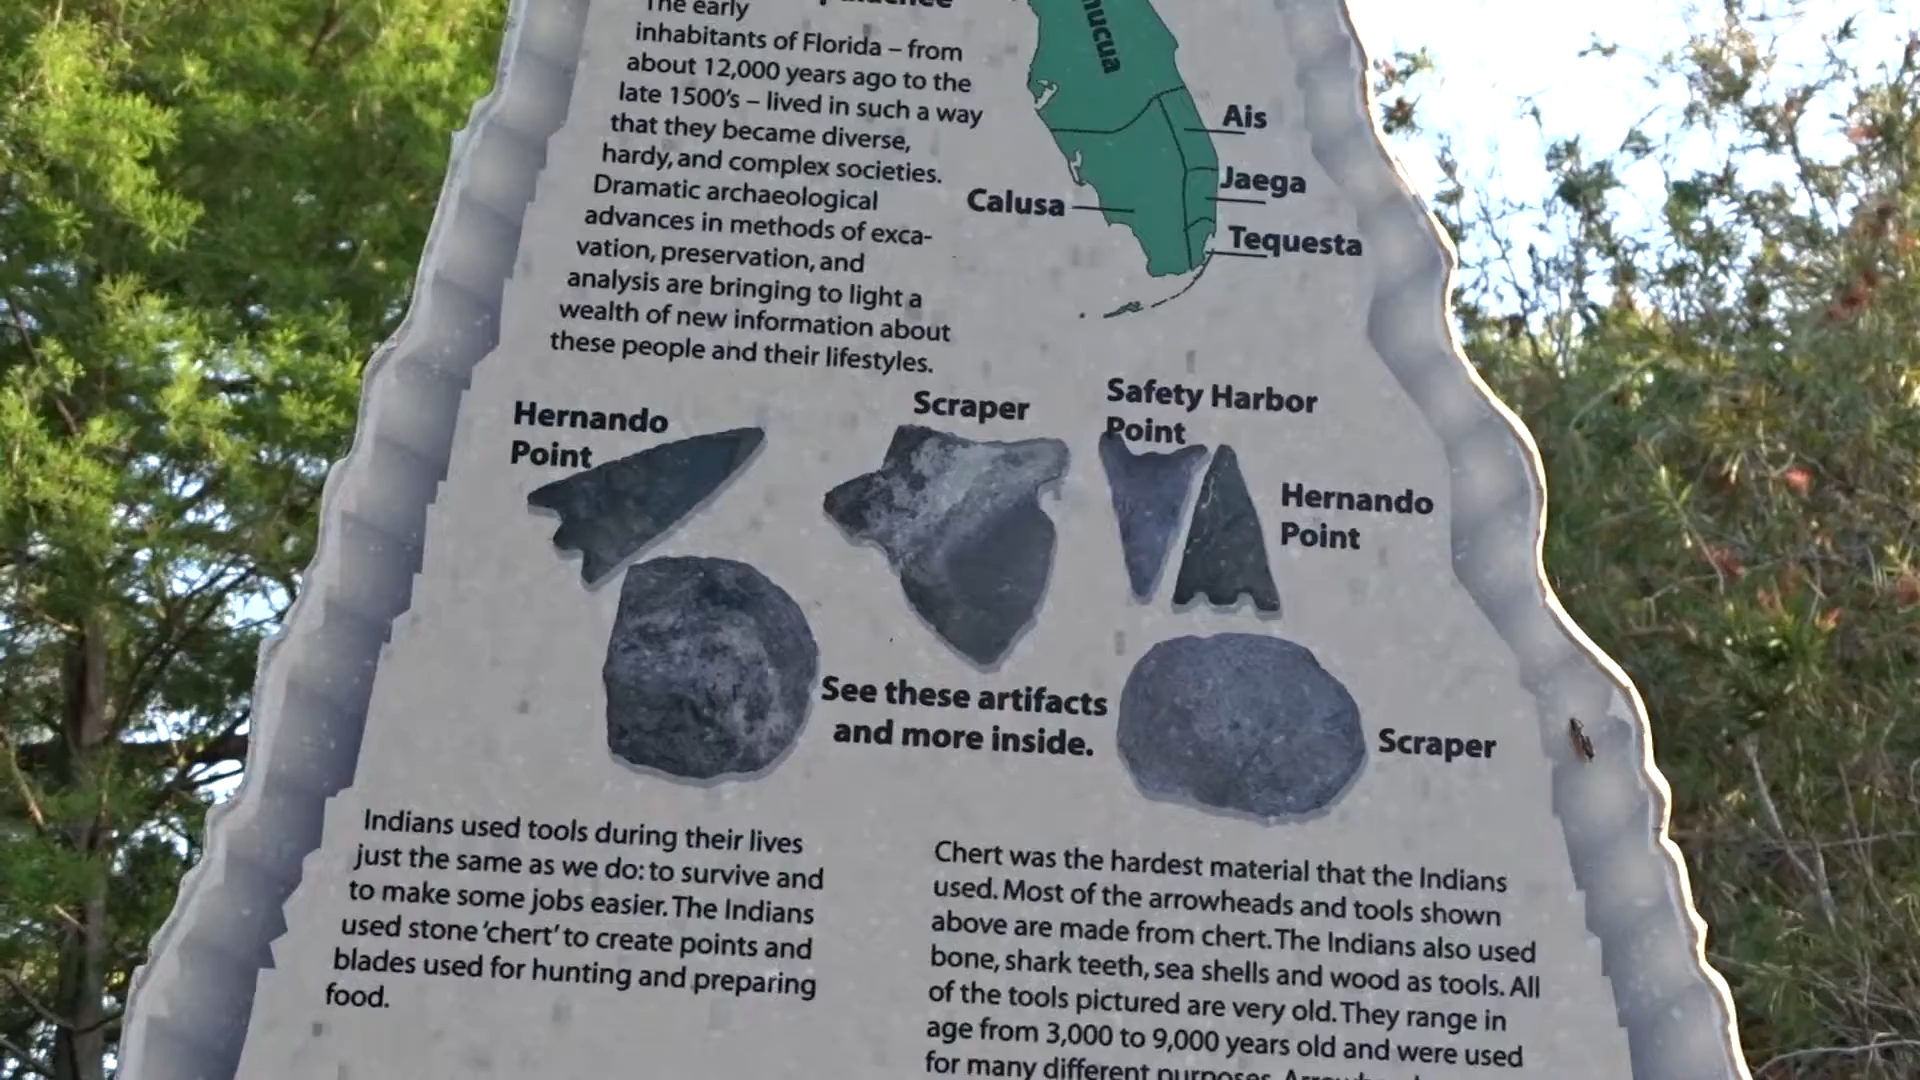 The early
inhabitants of Florida – from
about 12,000 years ago to the
late 1500's – lived in such a way
that they became diverse,
hardy, and complex societies.
Dramatic archaeological
advances in methods of exca-
vation, preservation, and
analysis are bringing to light a
wealth of new information about
these people and their lifestyles.
Ais
Jaega
Calusa
Tequesta
Hernando
Point
Scraper
Safety Harbor
Point
Hernando
Point
See these artifacts
and more inside.
Scraper
Indians used tools during their lives
just the same as we do: to survive and
to make some jobs easier. The Indians
used stone 'chert' to create points and
blades used for hunting and preparing
food.
Chert was the hardest material that the Indians
used. Most of the arrowheads and tools shown
above are made from chert. The Indians also used
bone, shark teeth, sea shells and wood as tools. All
of the tools pictured are very old. They range in
age from 3,000 to 9,000 years old and were used
for many different purposes.